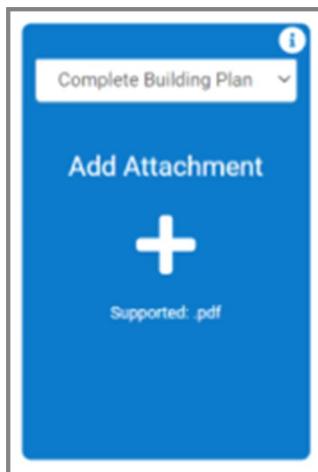 Complete Building Plan
Add Attachment
Supported: .pdf